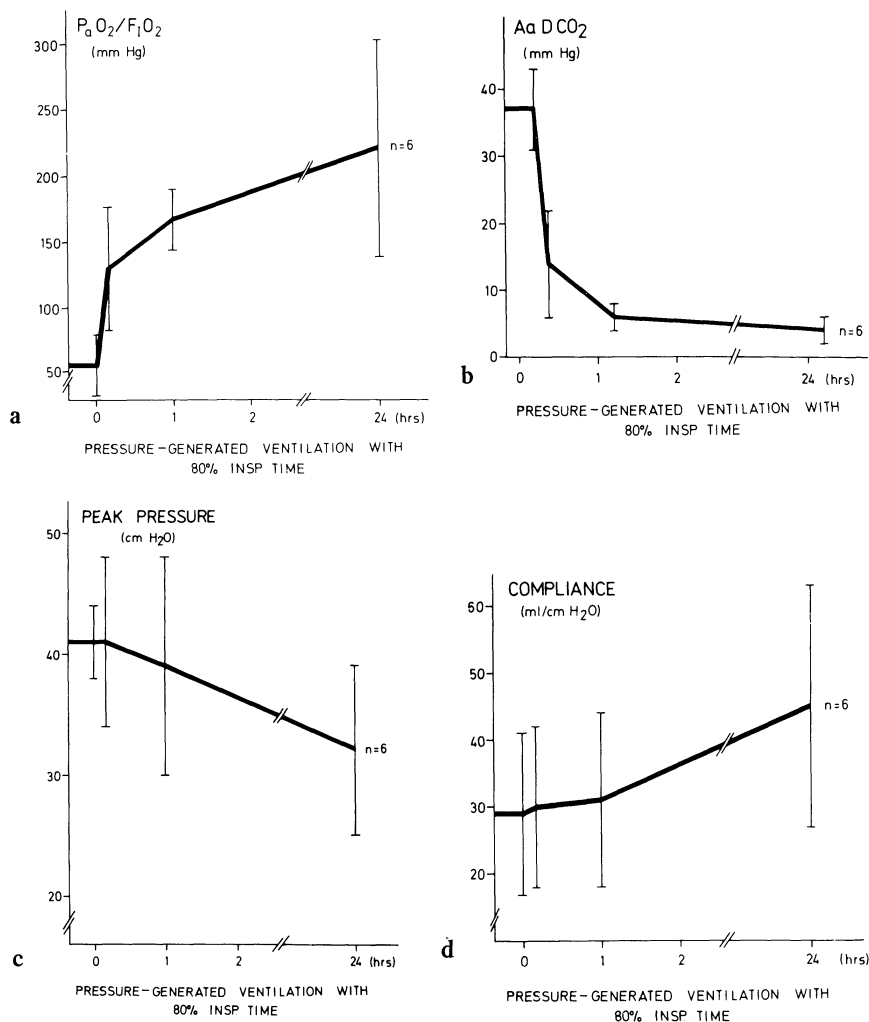 PaO2/FIO2
(mm Hg)
300
250
200
150
100
50
n=6
0
1
2
24 (hrs)
a
PRESSURE-GENERATED VENTILATION WITH
80% INSP TIME
AaDCO2
(mm Hg)
40
30
20
10
0
n=6
0
1
2
24 (hrs)
b
PRESSURE-GENERATED VENTILATION WITH
80% INSP TIME
PEAK PRESSURE
(cm H2O)
50
40
30
20
n=6
0
1
2
24 (hrs)
c
PRESSURE-GENERATED VENTILATION WITH
80% INSP TIME
COMPLIANCE
(ml/cm H2O)
60
50
40
30
20
n=6
0
1
2
24 (hrs)
d
PRESSURE-GENERATED VENTILATION WITH
80% INSP TIME